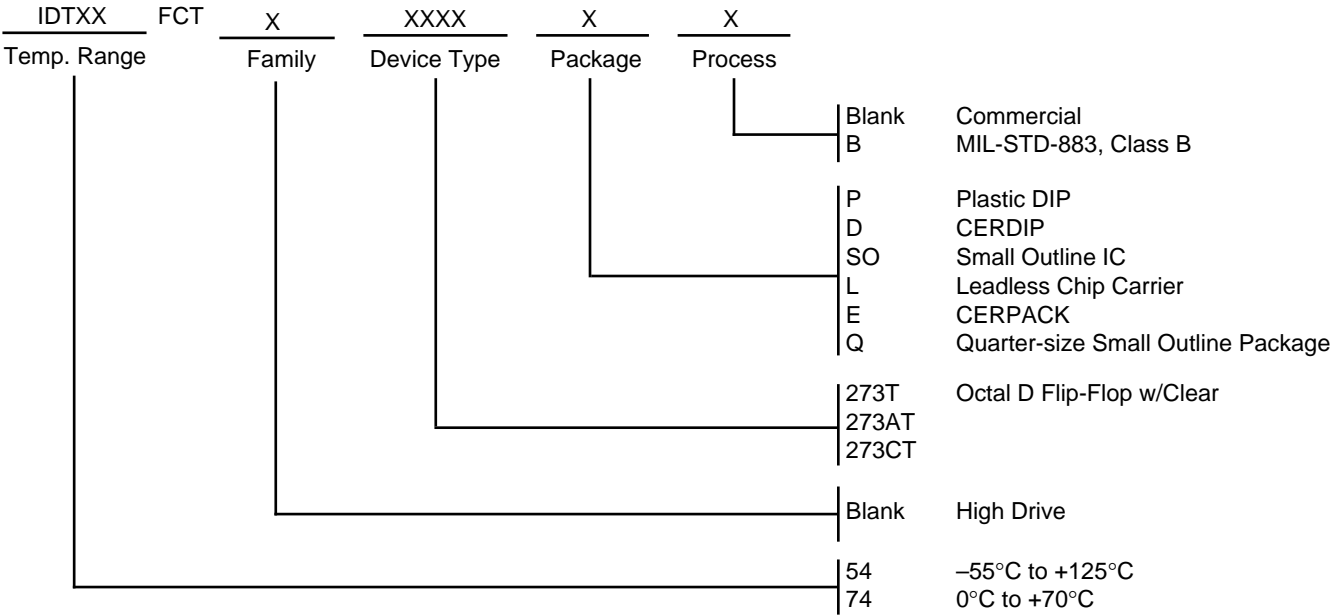 IDTXX FCT X XXXX X X
Temp. Range Family Device Type Package Process
Blank Commercial
B MIL-STD-883, Class B
P Plastic DIP
D CERDIP
SO Small Outline IC
L Leadless Chip Carrier
E CERPACK
Q Quarter-size Small Outline Package
273T Octal D Flip-Flop w/Clear
273AT
273CT
Blank High Drive
54 –55°C to +125°C
74 0°C to +70°C